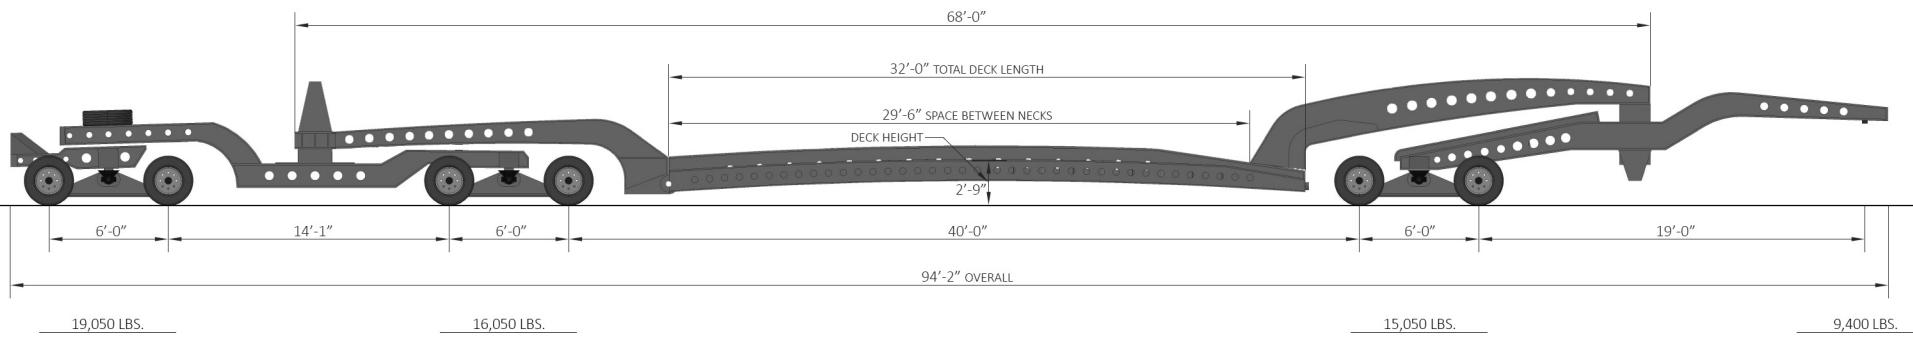 68’-0”
32’-0” TOTAL DECK LENGTH
29’-6” SPACE BETWEEN NECKS
DECK HEIGHT
2’-9”
6’-0” 14’-1” 6’-0” 40’-0” 6’-0” 19’-0”
94’-2” OVERALL
19,050 LBS. 16,050 LBS. 15,050 LBS. 9,400 LBS.